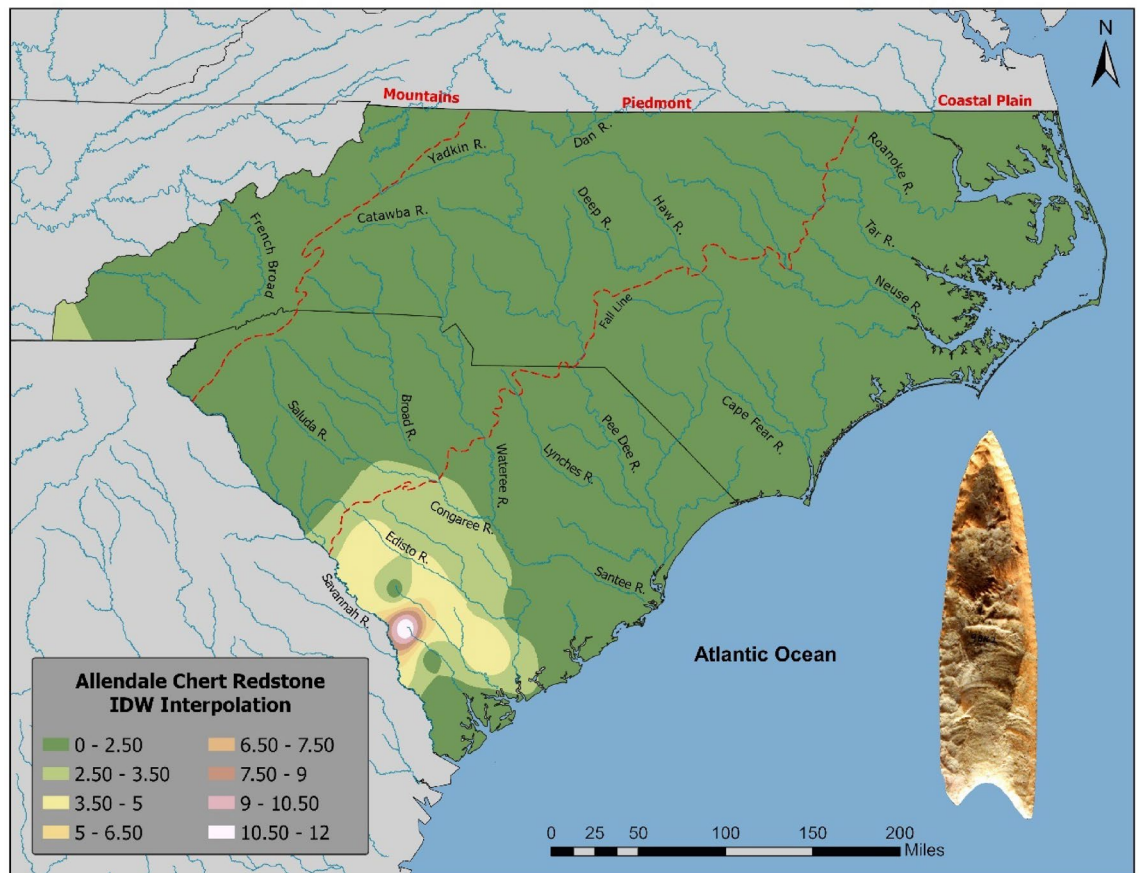 N
Mountains
Piedmont
Coastal Plain
Dan R.
Yadkin R.
Roanoke R.
Catawba R.
Deep R.
Haw R.
French Broad
Tar R.
Neuse R.
Fall Line
Saluda R.
Broad R.
Wateree R.
Lynches R.
Pee Dee R.
Cape Fear R.
Congaree R.
Edisto R.
Santee R.
Savannah R.
Atlantic Ocean
Allendale Chert Redstone
IDW Interpolation
0 - 2.50
6.50 - 7.50
2.50 - 3.50
7.50 - 9
3.50 - 5
9 - 10.50
5 - 6.50
10.50 - 12
0 25 50 100 150 200
Miles